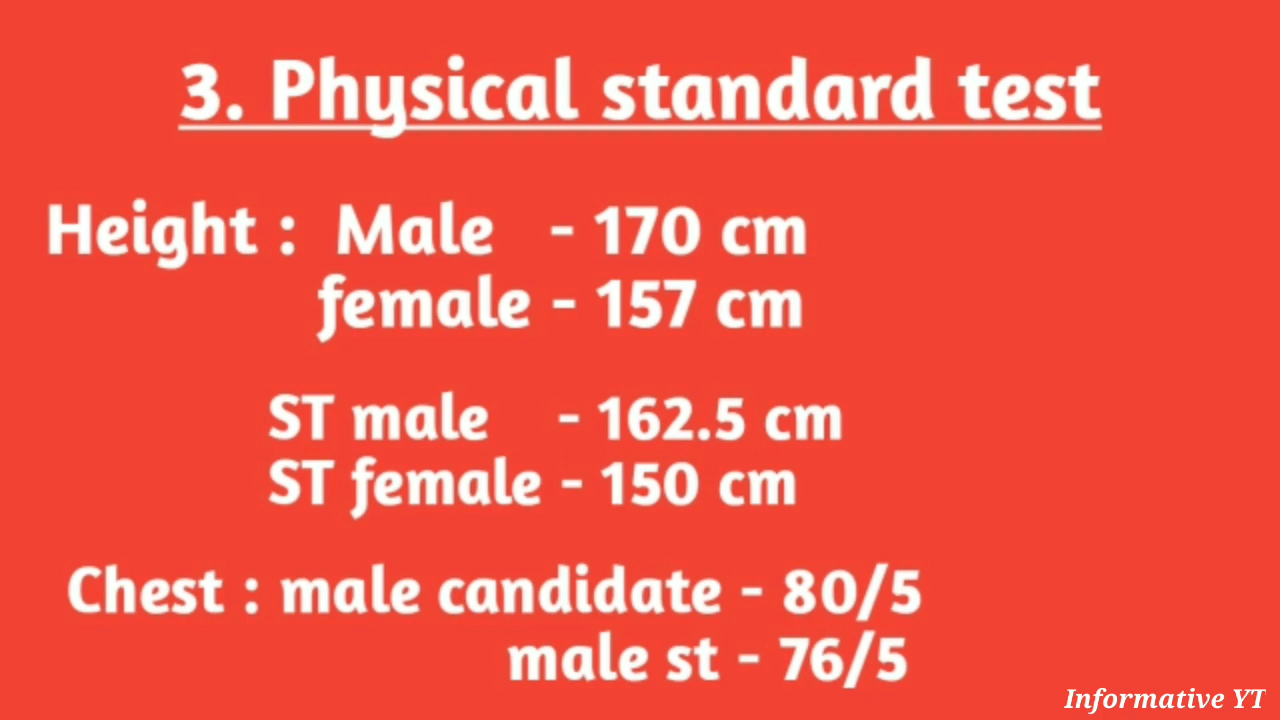 3. Physical standard test
Height : Male - 170 cm
female - 157 cm
ST male - 162.5 cm
ST female - 150 cm
Chest : male candidate - 80/5
male st - 76/5
Informative YT